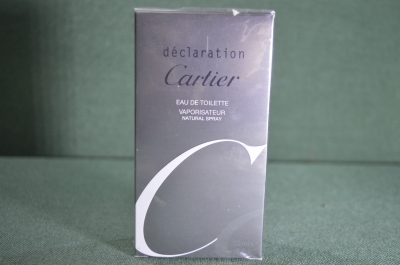 déclaration
Cartier
EAU DE TOILETTE
VAPORISATEUR
NATURAL SPRAY
C